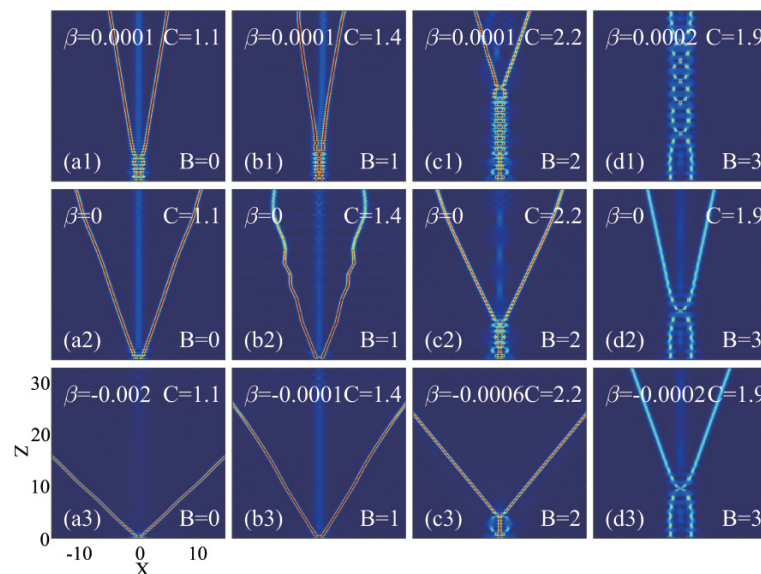 β=0.0001 C=1.1
(a1) B=0
β=0.0001 C=1.4
(b1) B=1
β=0.0001 C=2.2
(c1) B=2
β=0.0002 C=1.9
(d1) B=3
β=0 C=1.1
(a2) B=0
β=0 C=1.4
(b2) B=1
β=0 C=2.2
(c2) B=2
β=0 C=1.9
(d2) B=3
β=-0.002 C=1.1
(a3) B=0
β=-0.0001 C=1.4
(b3) B=1
β=-0.0006 C=2.2
(c3) B=2
β=-0.0002 C=1.9
(d3) B=3
30
20
10
0
Z
-10 0 10
X